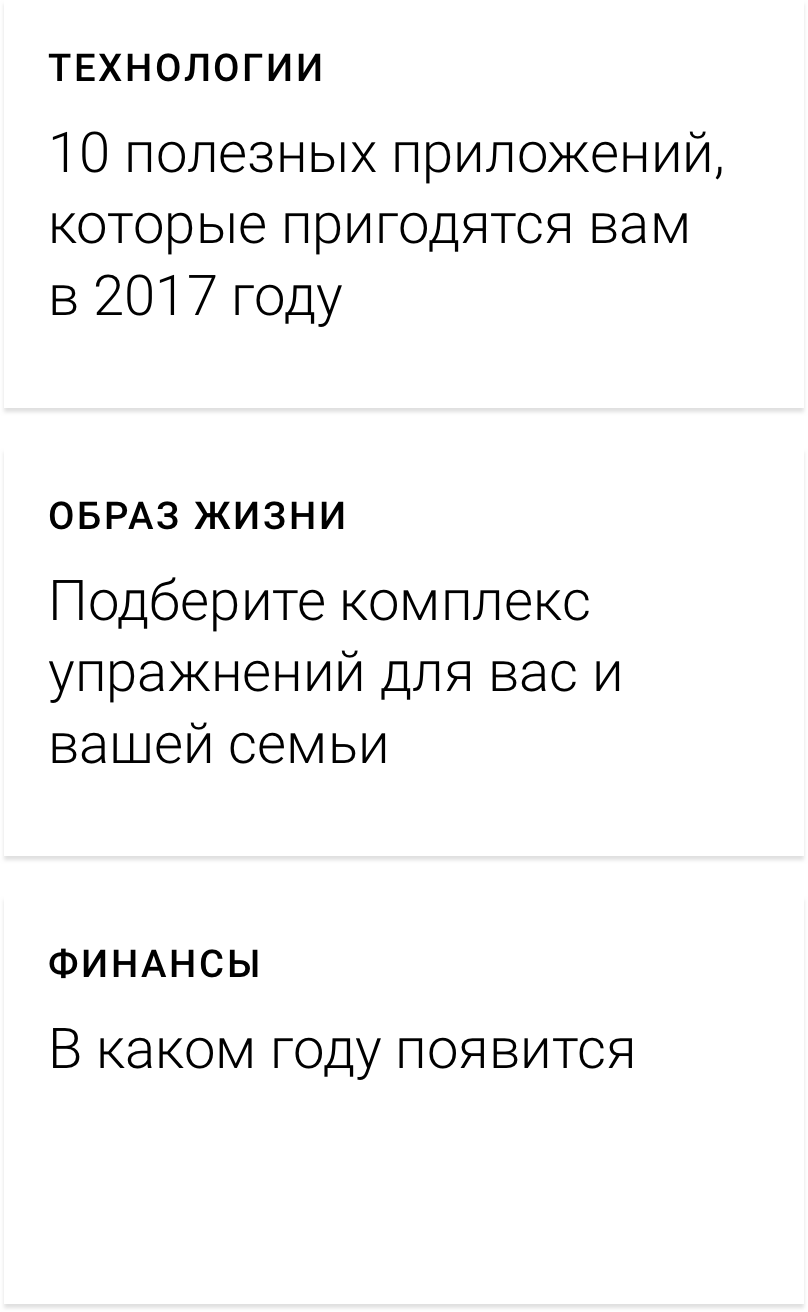 ТЕХНОЛОГИИ
10 полезных приложений,
которые пригодятся вам
в 2017 году
ОБРАЗ ЖИЗНИ
Подберите комплекс
упражнений для вас и
вашей семьи
ФИНАНСЫ
В каком году появится